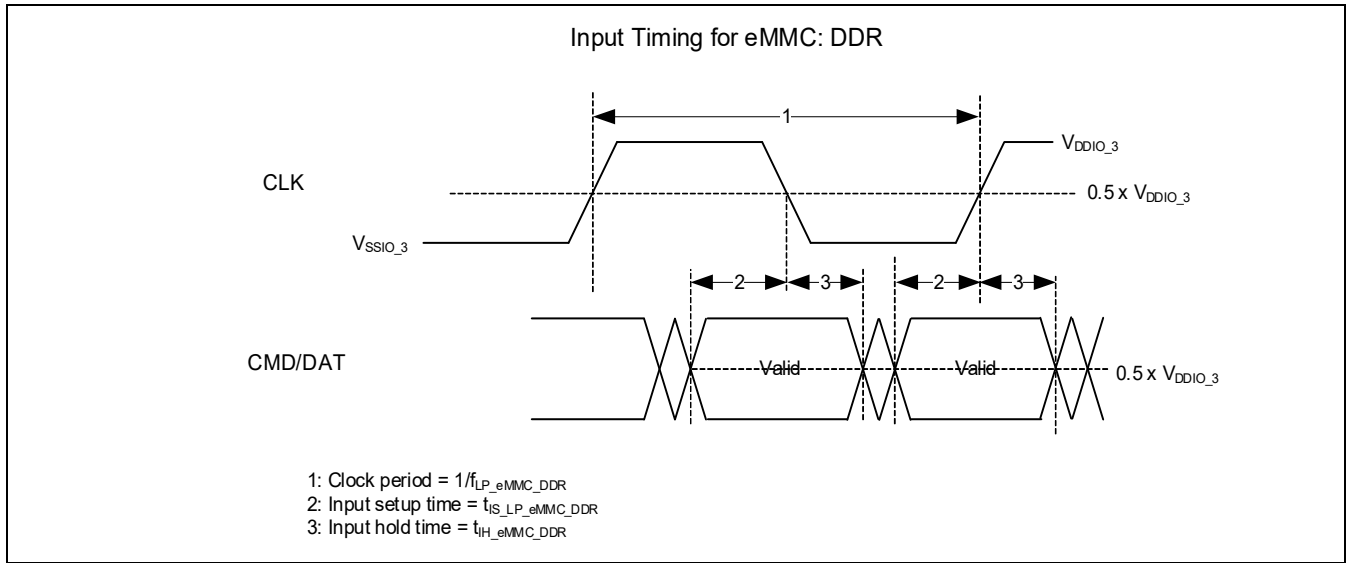 Input Timing for eMMC: DDR
1
V_DDIO_3
CLK
0.5 x V_DDIO_3
V_SSIO_3
2 3 2 3
CMD/DAT
Valid Valid
0.5 x V_DDIO_3
1: Clock period = 1/f_LP_eMMC_DDR
2: Input setup time = t_IS_LP_eMMC_DDR
3: Input hold time = t_IH_eMMC_DDR